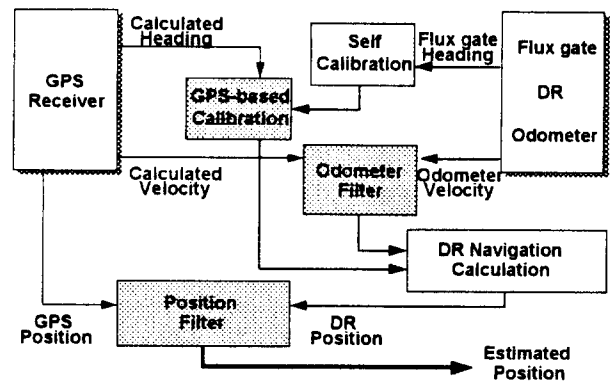 Calculated
Heading
GPS
Receiver
Self
Calibration
Flux gate
Heading
Flux gate
DR
Odometer
GPS-based
Calibration
Calculated
Velocity
Odometer
Filter
Odometer
Velocity
DR Navigation
Calculation
GPS
Position
Position
Filter
DR
Position
Estimated
Position